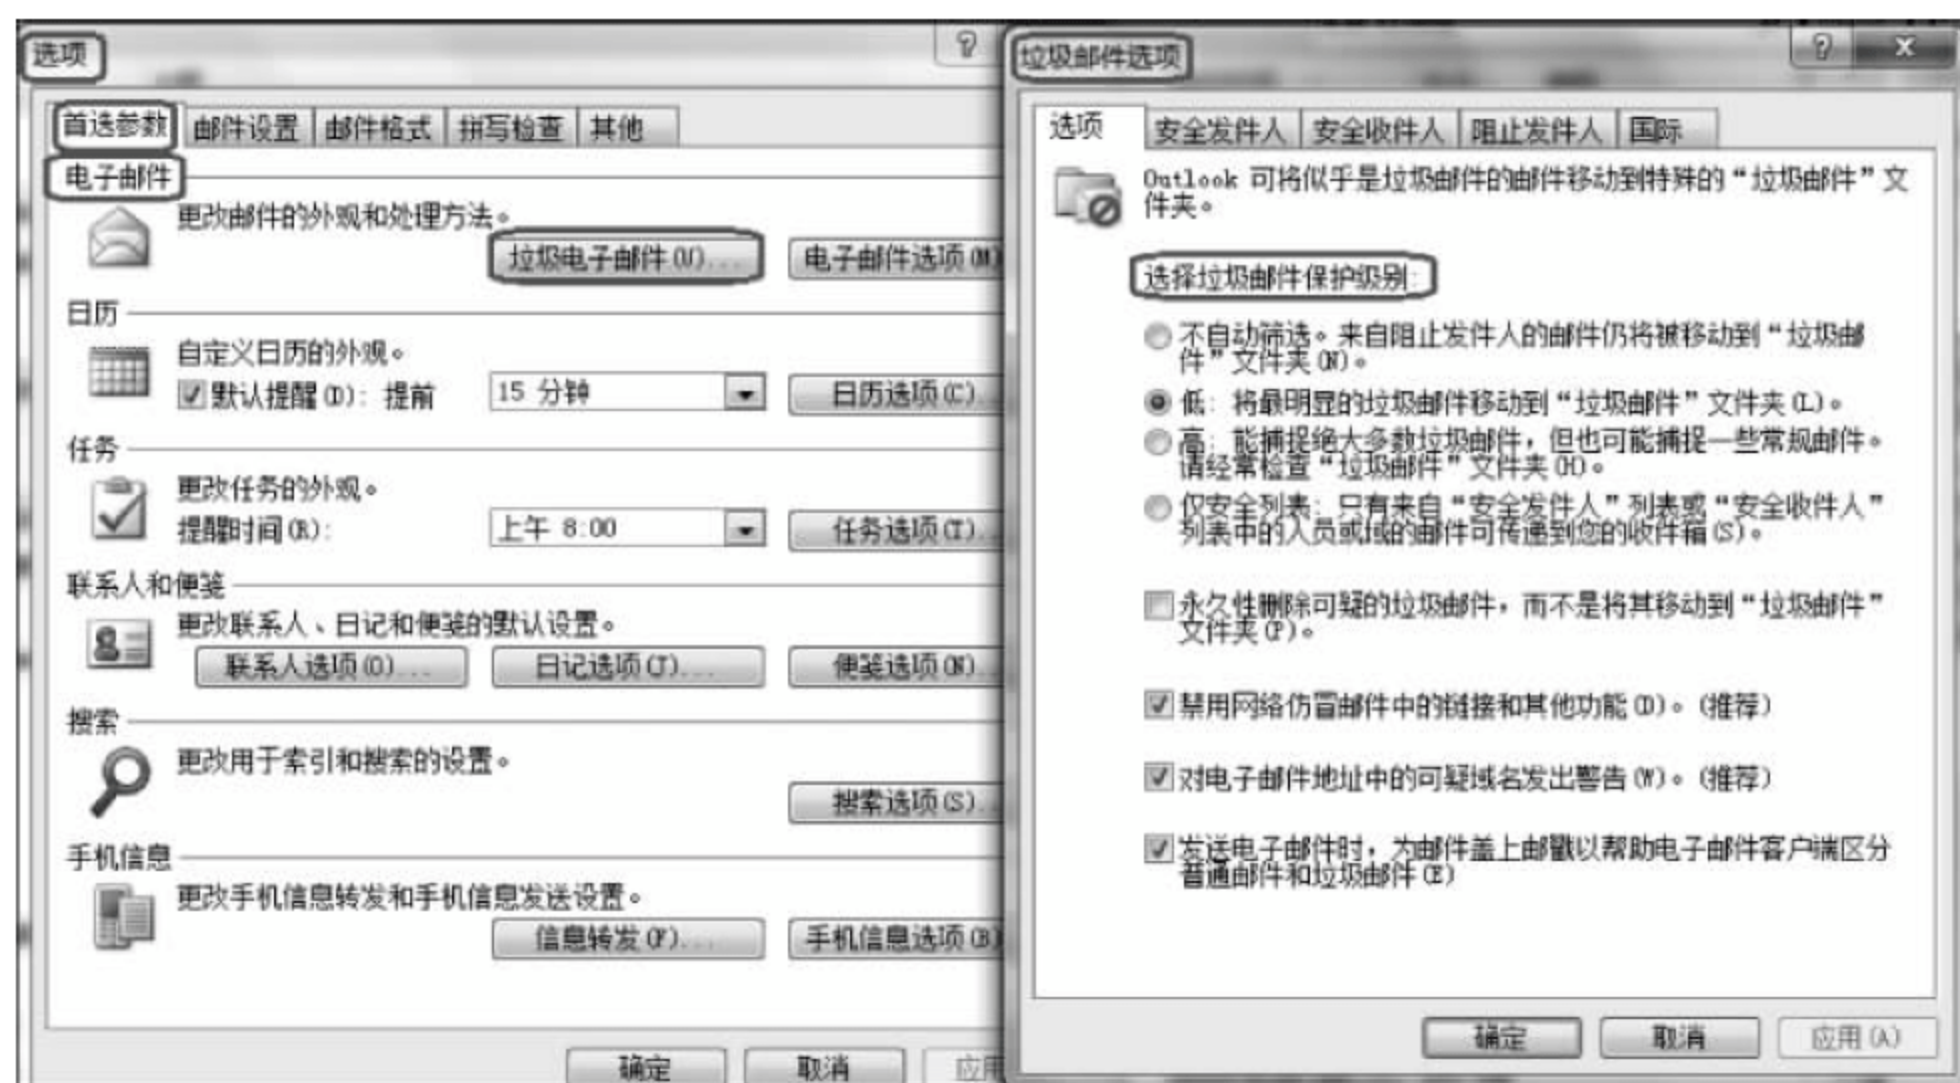 选项
?
首选参数 邮件设置 邮件格式 拼写检查 其他
电子邮件
更改邮件的外观和处理方法。
垃圾电子邮件(U)... 电子邮件选项(M)
日历
自定义日历的外观。
默认提醒(D): 提前 15 分钟 日历选项(C)..
任务
更改任务的外观。
提醒时间(R): 上午 8:00 任务选项(T)..
联系人和便笺
更改联系人、日记和便笺的默认设置。
联系人选项(O)... 日记选项(J)... 便笺选项(N)..
搜索
更改用于索引和搜索的设置。
搜索选项(S)..
手机信息
更改手机信息转发和手机信息发送设置。
信息转发(F)... 手机信息选项(B)
确定 取消 应用
垃圾邮件选项
? X
选项 安全发件人 安全收件人 阻止发件人 国际
Outlook 可将似乎是垃圾邮件的邮件移动到特殊的“垃圾邮件”文
件夹。
选择垃圾邮件保护级别:
不自动筛选。来自阻止发件人的邮件仍将被移动到“垃圾邮
件”文件夹(N)。
低: 将最明显的垃圾邮件移动到“垃圾邮件”文件夹(L)。
高: 能捕捉绝大多数垃圾邮件，但也可能捕捉一些常规邮件。
请经常检查“垃圾邮件”文件夹(H)。
仅安全列表: 只有来自“安全发件人”列表或“安全收件人”
列表中的人员或域的邮件可传递到您的收件箱(S)。
永久性删除可疑的垃圾邮件，而不是将其移动到“垃圾邮件”
文件夹(P)。
禁用网络仿冒邮件中的链接和其他功能(D)。(推荐)
对电子邮件地址中的可疑域名发出警告(W)。(推荐)
发送电子邮件时，为邮件盖上邮戳以帮助电子邮件客户端区分
普通邮件和垃圾邮件(E)
确定 取消 应用(A)